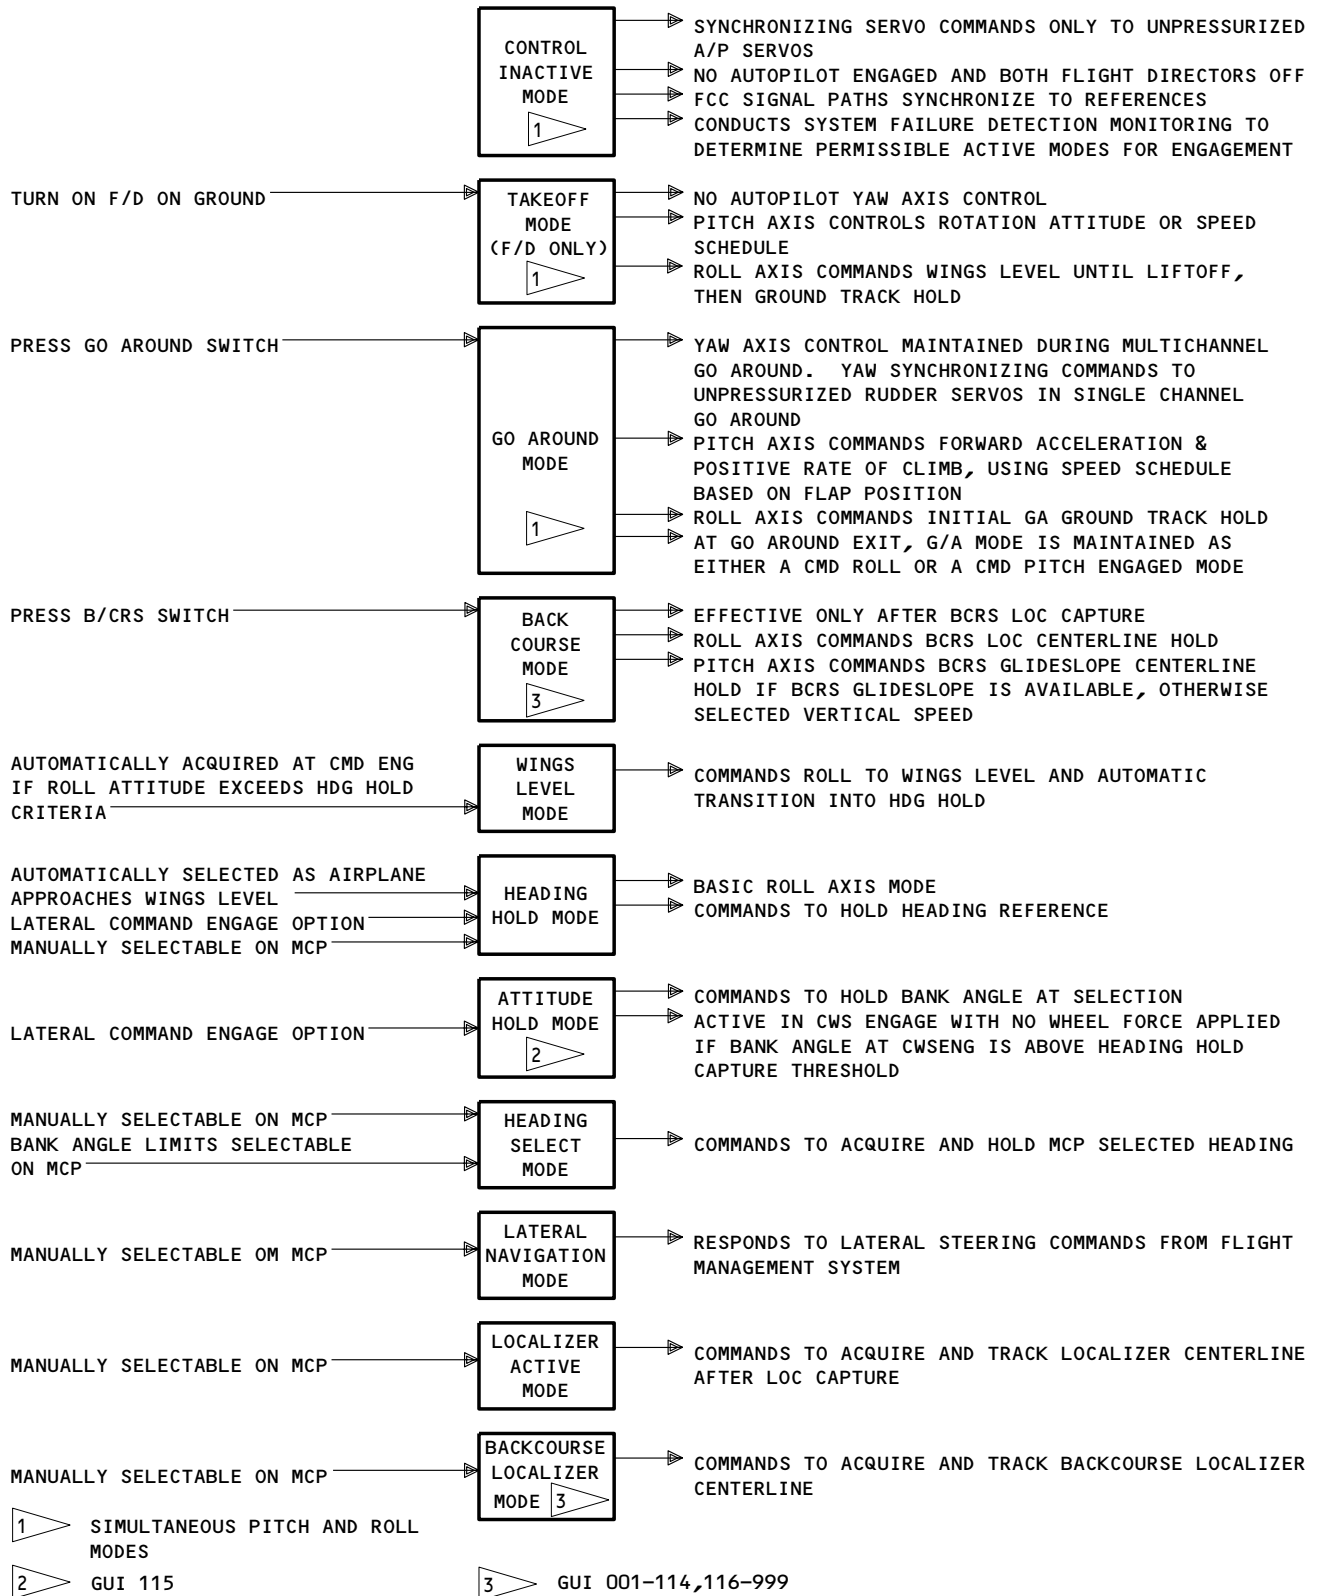 CONTROL
INACTIVE
MODE
1
SYNCHRONIZING SERVO COMMANDS ONLY TO UNPRESSURIZED
A/P SERVOS
NO AUTOPILOT ENGAGED AND BOTH FLIGHT DIRECTORS OFF
FCC SIGNAL PATHS SYNCHRONIZE TO REFERENCES
CONDUCTS SYSTEM FAILURE DETECTION MONITORING TO
DETERMINE PERMISSIBLE ACTIVE MODES FOR ENGAGEMENT
TURN ON F/D ON GROUND
TAKEOFF
MODE
(F/D ONLY)
1
NO AUTOPILOT YAW AXIS CONTROL
PITCH AXIS CONTROLS ROTATION ATTITUDE OR SPEED
SCHEDULE
ROLL AXIS COMMANDS WINGS LEVEL UNTIL LIFTOFF,
THEN GROUND TRACK HOLD
PRESS GO AROUND SWITCH
GO AROUND
MODE
1
YAW AXIS CONTROL MAINTAINED DURING MULTICHANNEL
GO AROUND. YAW SYNCHRONIZING COMMANDS TO
UNPRESSURIZED RUDDER SERVOS IN SINGLE CHANNEL
GO AROUND
PITCH AXIS COMMANDS FORWARD ACCELERATION &
POSITIVE RATE OF CLIMB, USING SPEED SCHEDULE
BASED ON FLAP POSITION
ROLL AXIS COMMANDS INITIAL GA GROUND TRACK HOLD
AT GO AROUND EXIT, G/A MODE IS MAINTAINED AS
EITHER A CMD ROLL OR A CMD PITCH ENGAGED MODE
PRESS B/CRS SWITCH
BACK
COURSE
MODE
3
EFFECTIVE ONLY AFTER BCRS LOC CAPTURE
ROLL AXIS COMMANDS BCRS LOC CENTERLINE HOLD
PITCH AXIS COMMANDS BCRS GLIDESLOPE CENTERLINE
HOLD IF BCRS GLIDESLOPE IS AVAILABLE, OTHERWISE
SELECTED VERTICAL SPEED
AUTOMATICALLY ACQUIRED AT CMD ENG
IF ROLL ATTITUDE EXCEEDS HDG HOLD
CRITERIA
WINGS
LEVEL
MODE
COMMANDS ROLL TO WINGS LEVEL AND AUTOMATIC
TRANSITION INTO HDG HOLD
AUTOMATICALLY SELECTED AS AIRPLANE
APPROACHES WINGS LEVEL
LATERAL COMMAND ENGAGE OPTION
MANUALLY SELECTABLE ON MCP
HEADING
HOLD MODE
BASIC ROLL AXIS MODE
COMMANDS TO HOLD HEADING REFERENCE
LATERAL COMMAND ENGAGE OPTION
ATTITUDE
HOLD MODE
2
COMMANDS TO HOLD BANK ANGLE AT SELECTION
ACTIVE IN CWS ENGAGE WITH NO WHEEL FORCE APPLIED
IF BANK ANGLE AT CWSENG IS ABOVE HEADING HOLD
CAPTURE THRESHOLD
MANUALLY SELECTABLE ON MCP
BANK ANGLE LIMITS SELECTABLE
ON MCP
HEADING
SELECT
MODE
COMMANDS TO ACQUIRE AND HOLD MCP SELECTED HEADING
MANUALLY SELECTABLE OM MCP
LATERAL
NAVIGATION
MODE
RESPONDS TO LATERAL STEERING COMMANDS FROM FLIGHT
MANAGEMENT SYSTEM
MANUALLY SELECTABLE ON MCP
LOCALIZER
ACTIVE
MODE
COMMANDS TO ACQUIRE AND TRACK LOCALIZER CENTERLINE
AFTER LOC CAPTURE
MANUALLY SELECTABLE ON MCP
BACKCOURSE
LOCALIZER
MODE 3
COMMANDS TO ACQUIRE AND TRACK BACKCOURSE LOCALIZER
CENTERLINE
1 SIMULTANEOUS PITCH AND ROLL
MODES
2 GUI 115
3 GUI 001-114,116-999